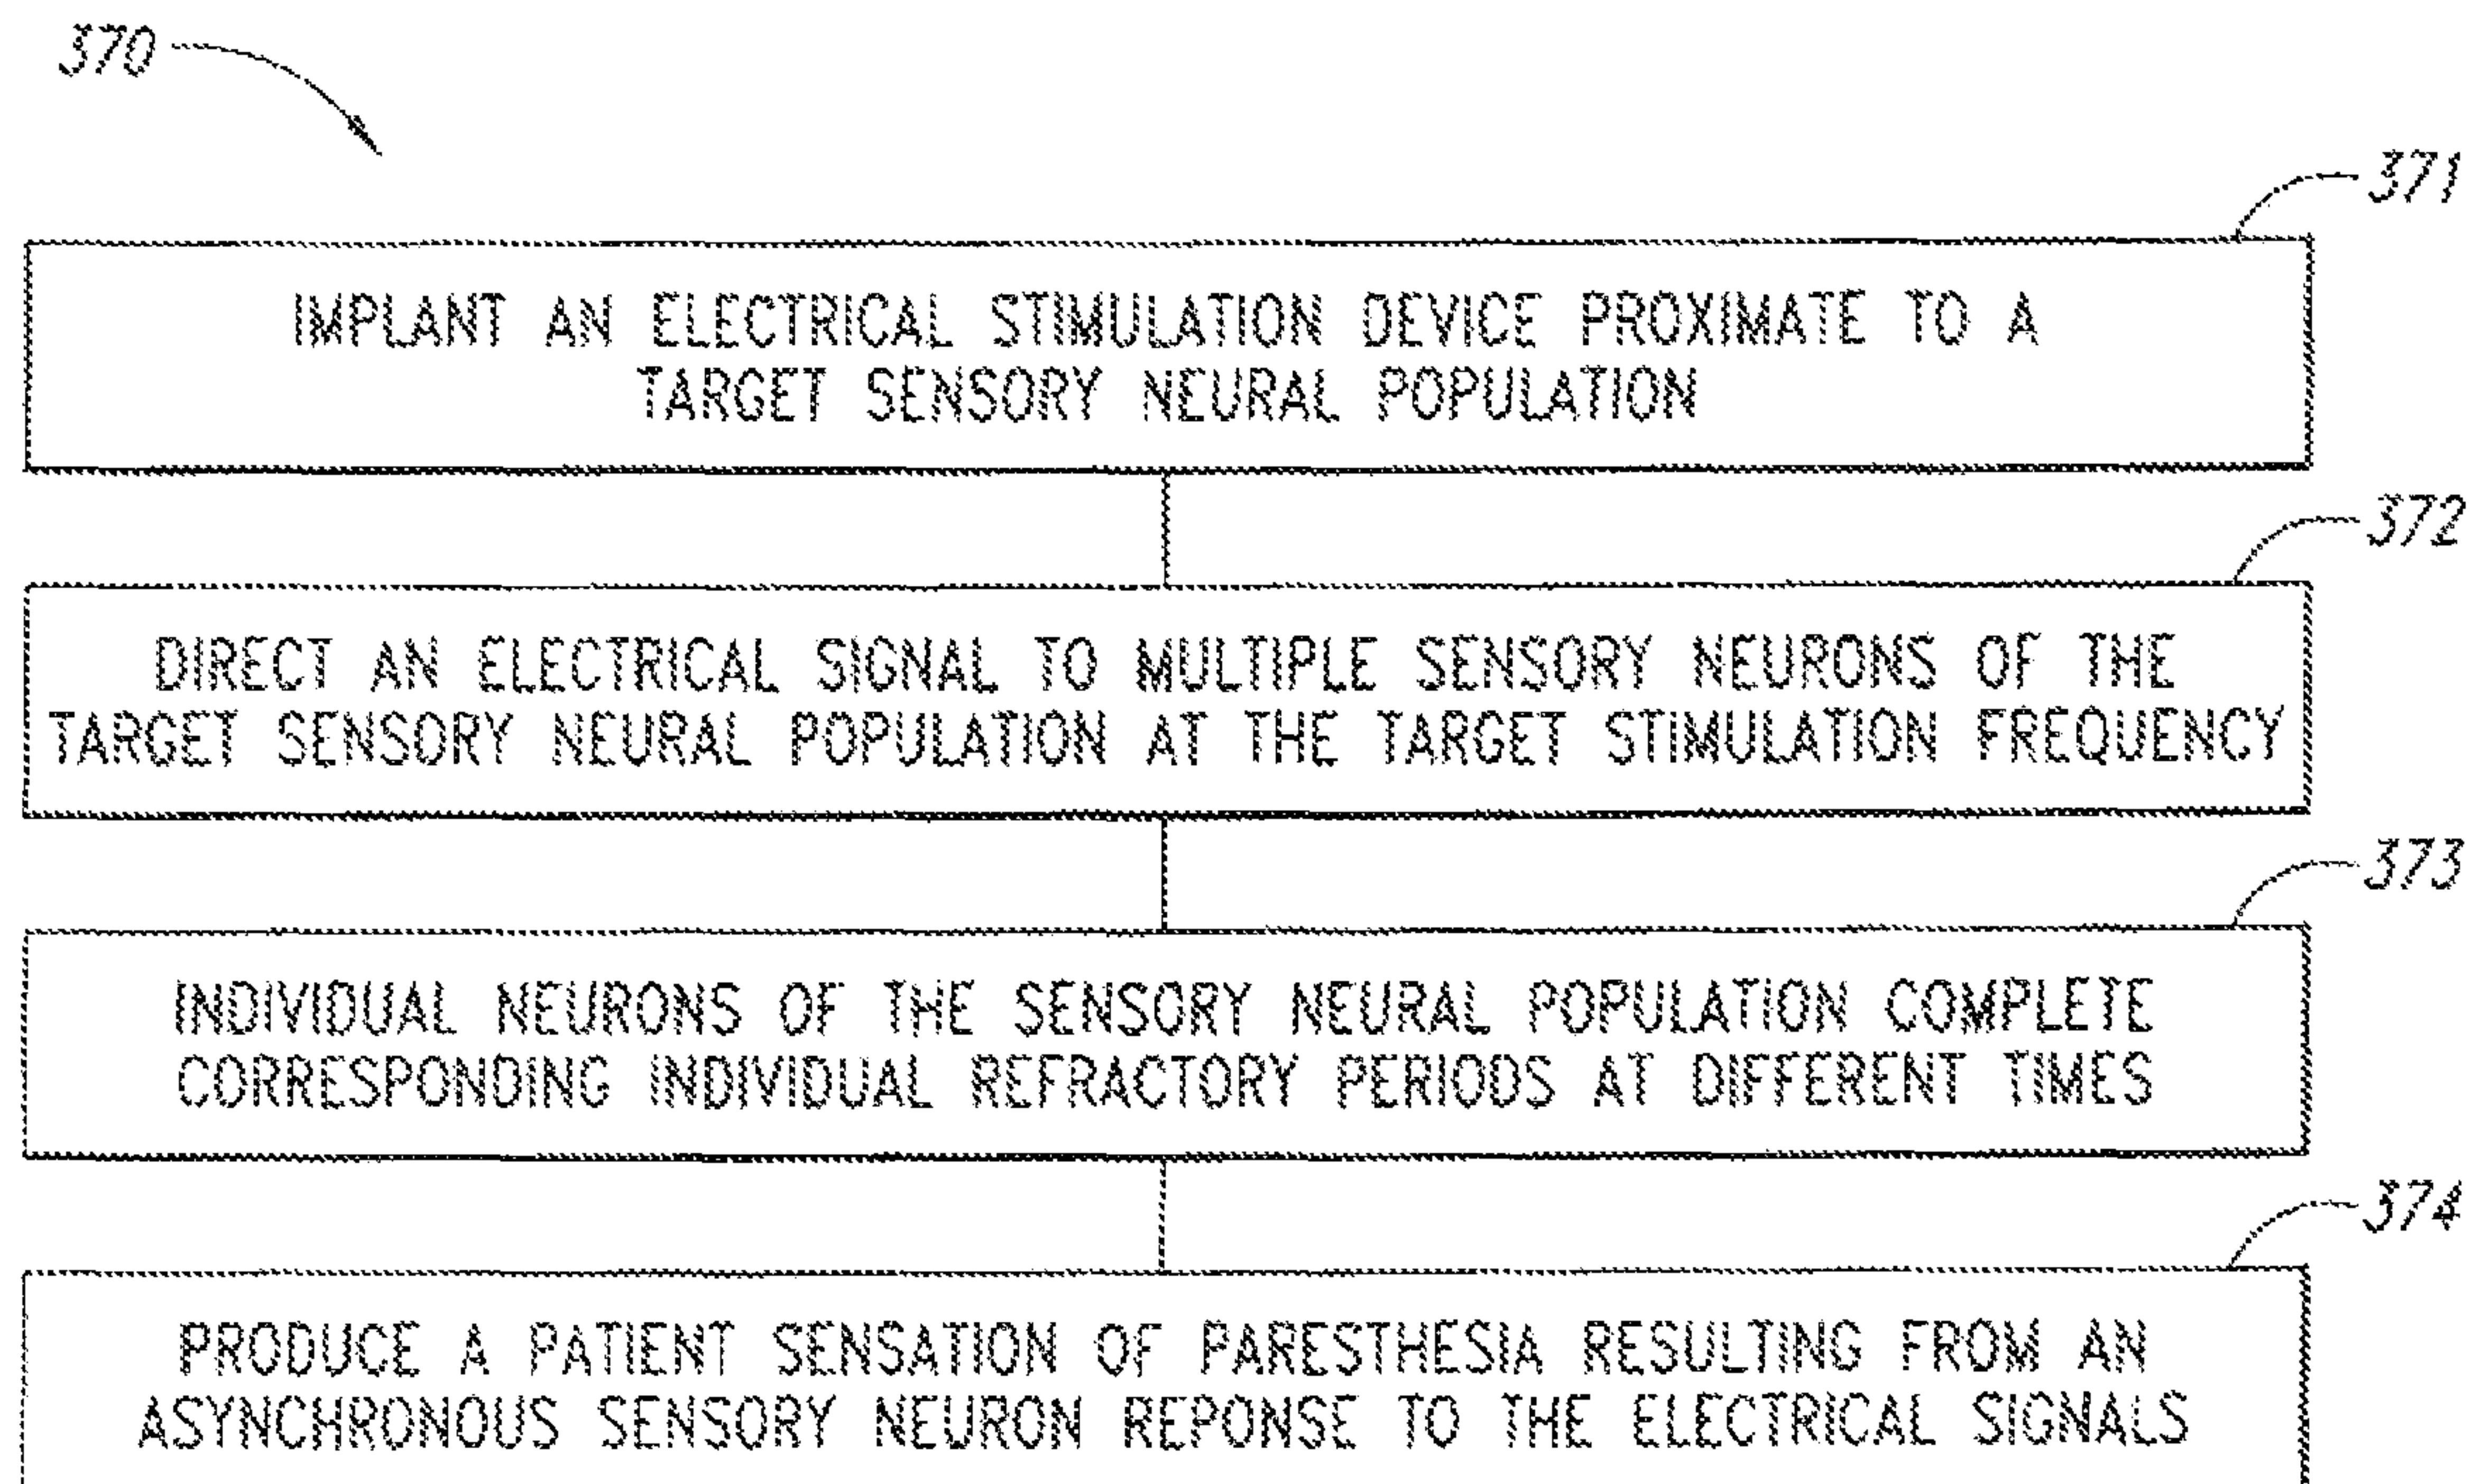 370
371
IMPLANT AN ELECTRICAL STIMULATION DEVICE PROXIMATE TO A
TARGET SENSORY NEURAL POPULATION
372
DIRECT AN ELECTRICAL SIGNAL TO MULTIPLE SENSORY NEURONS OF THE
TARGET SENSORY NEURAL POPULATION AT THE TARGET STIMULATION FREQUENCY
373
INDIVIDUAL NEURONS OF THE SENSORY NEURAL POPULATION COMPLETE
CORRESPONDING INDIVIDUAL REFRACTORY PERIODS AT DIFFERENT TIMES
374
PRODUCE A PATIENT SENSATION OF PARESTHESIA RESULTING FROM AN
ASYNCHRONOUS SENSORY NEURON REPONSE TO THE ELECTRICAL SIGNALS